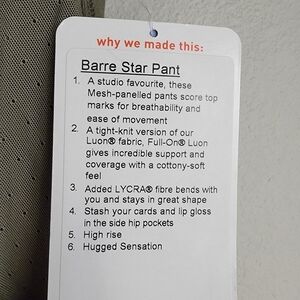 why we made this:
Barre Star Pant
1. A studio favourite, these
Mesh-panelled pants score top
marks for breathability and
ease of movement
2. A tight-knit version of our
Luon® fabric, Full-On® Luon
gives incredible support and
coverage with a cottony-soft
feel
3. Added LYCRA® fibre bends with
you and stays in great shape
4. Stash your cards and lip gloss
in the side hip pockets
5. High rise
6. Hugged Sensation